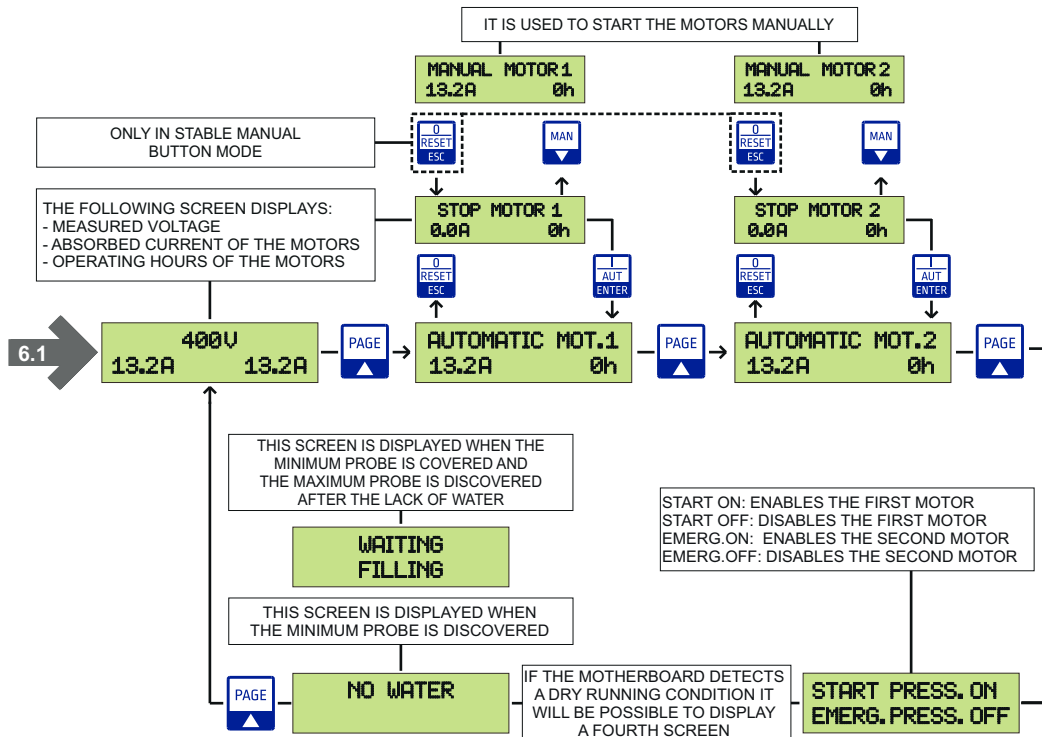 IT IS USED TO START THE MOTORS MANUALLY
MANUAL MOTOR 1
13.2A 0h
MANUAL MOTOR 2
13.2A 0h
ONLY IN STABLE MANUAL
BUTTON MODE
0
RESET
ESC
MAN
0
RESET
ESC
MAN
THE FOLLOWING SCREEN DISPLAYS:
- MEASURED VOLTAGE
- ABSORBED CURRENT OF THE MOTORS
- OPERATING HOURS OF THE MOTORS
STOP MOTOR 1
0.0A 0h
STOP MOTOR 2
0.0A 0h
0
RESET
ESC
I
AUT
ENTER
0
RESET
ESC
I
AUT
ENTER
6.1
400V
13.2A 13.2A
PAGE
AUTOMATIC MOT.1
13.2A 0h
PAGE
AUTOMATIC MOT.2
13.2A 0h
PAGE
THIS SCREEN IS DISPLAYED WHEN THE
MINIMUM PROBE IS COVERED AND
THE MAXIMUM PROBE IS DISCOVERED
AFTER THE LACK OF WATER
WAITING
FILLING
START ON: ENABLES THE FIRST MOTOR
START OFF: DISABLES THE FIRST MOTOR
EMERG.ON: ENABLES THE SECOND MOTOR
EMERG.OFF: DISABLES THE SECOND MOTOR
THIS SCREEN IS DISPLAYED WHEN
THE MINIMUM PROBE IS DISCOVERED
PAGE
NO WATER
IF THE MOTHERBOARD DETECTS
A DRY RUNNING CONDITION IT
WILL BE POSSIBLE TO DISPLAY
A FOURTH SCREEN
START PRESS. ON
EMERG. PRESS. OFF